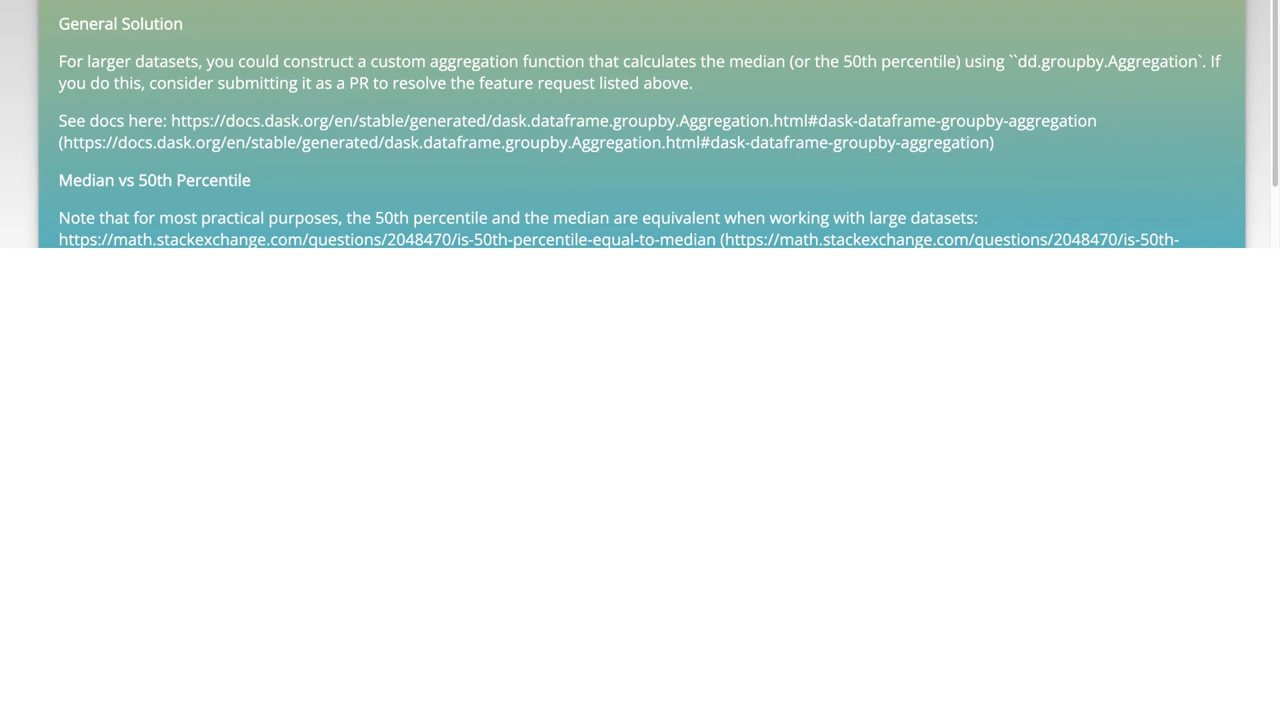 General Solution
For larger datasets, you could construct a custom aggregation function that calculates the median (or the 50th percentile) using ``dd.groupby.Aggregation`. If
you do this, consider submitting it as a PR to resolve the feature request listed above.
See docs here: https://docs.dask.org/en/stable/generated/dask.dataframe.groupby.Aggregation.html#dask-dataframe-groupby-aggregation
(https://docs.dask.org/en/stable/generated/dask.dataframe.groupby.Aggregation.html#dask-dataframe-groupby-aggregation)
Median vs 50th Percentile
Note that for most practical purposes, the 50th percentile and the median are equivalent when working with large datasets:
https://math.stackexchange.com/questions/2048470/is-50th-percentile-equal-to-median (https://math.stackexchange.com/questions/2048470/is-50th-